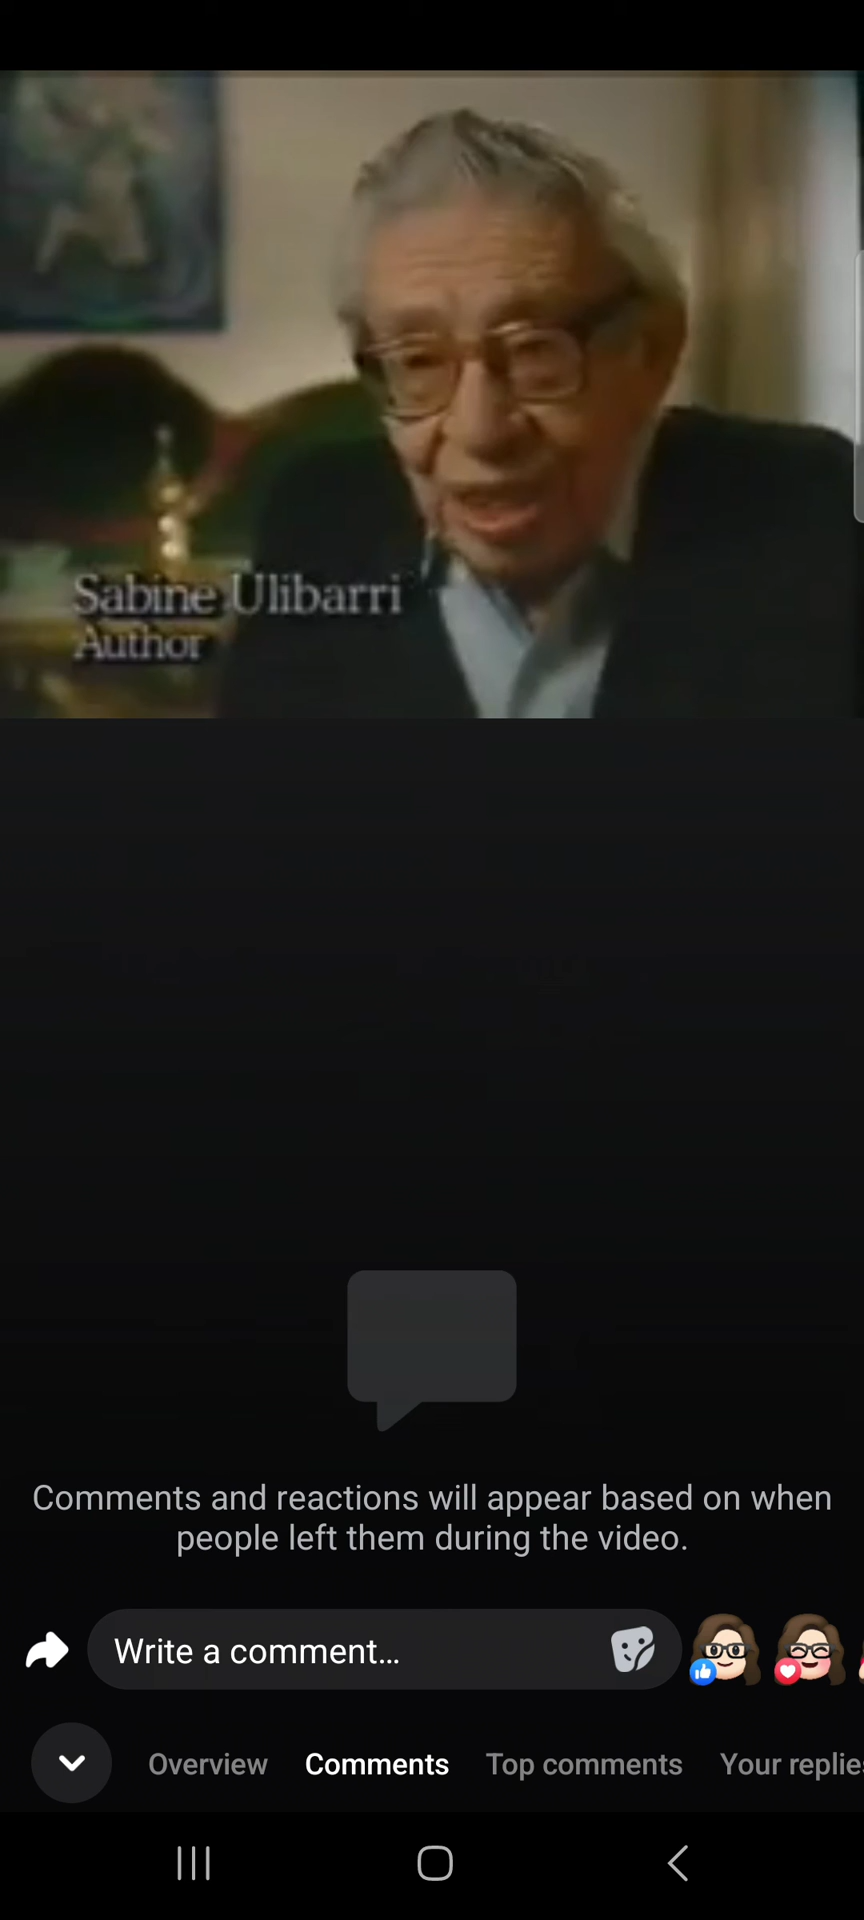 Sabine Ulibarri
Author
Comments and reactions will appear based on when
people left them during the video.
Write a comment...
Overview Comments Top comments Your replies